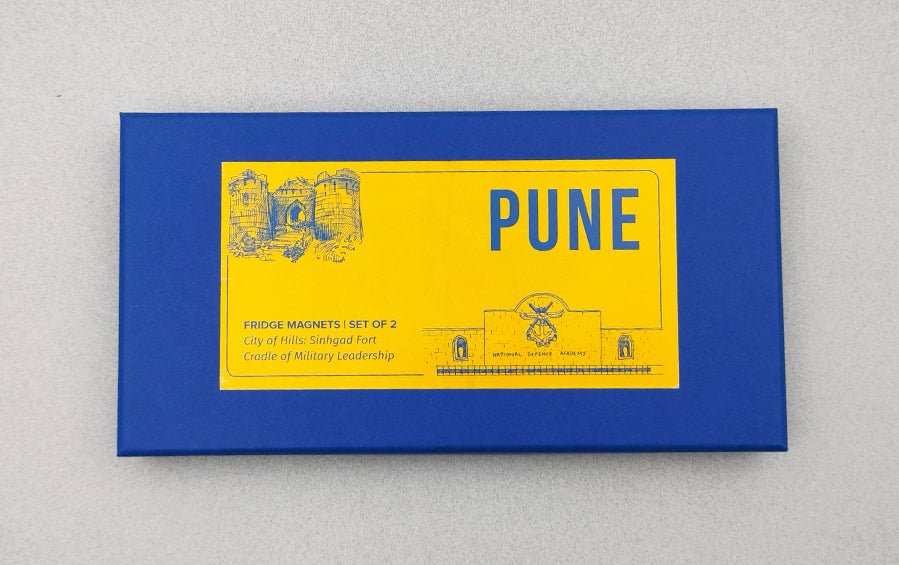 PUNE
FRIDGE MAGNETS | SET OF 2
City of Hills: Sinhgad Fort
Cradle of Military Leadership
NATIONAL DEFENCE ACADEMY